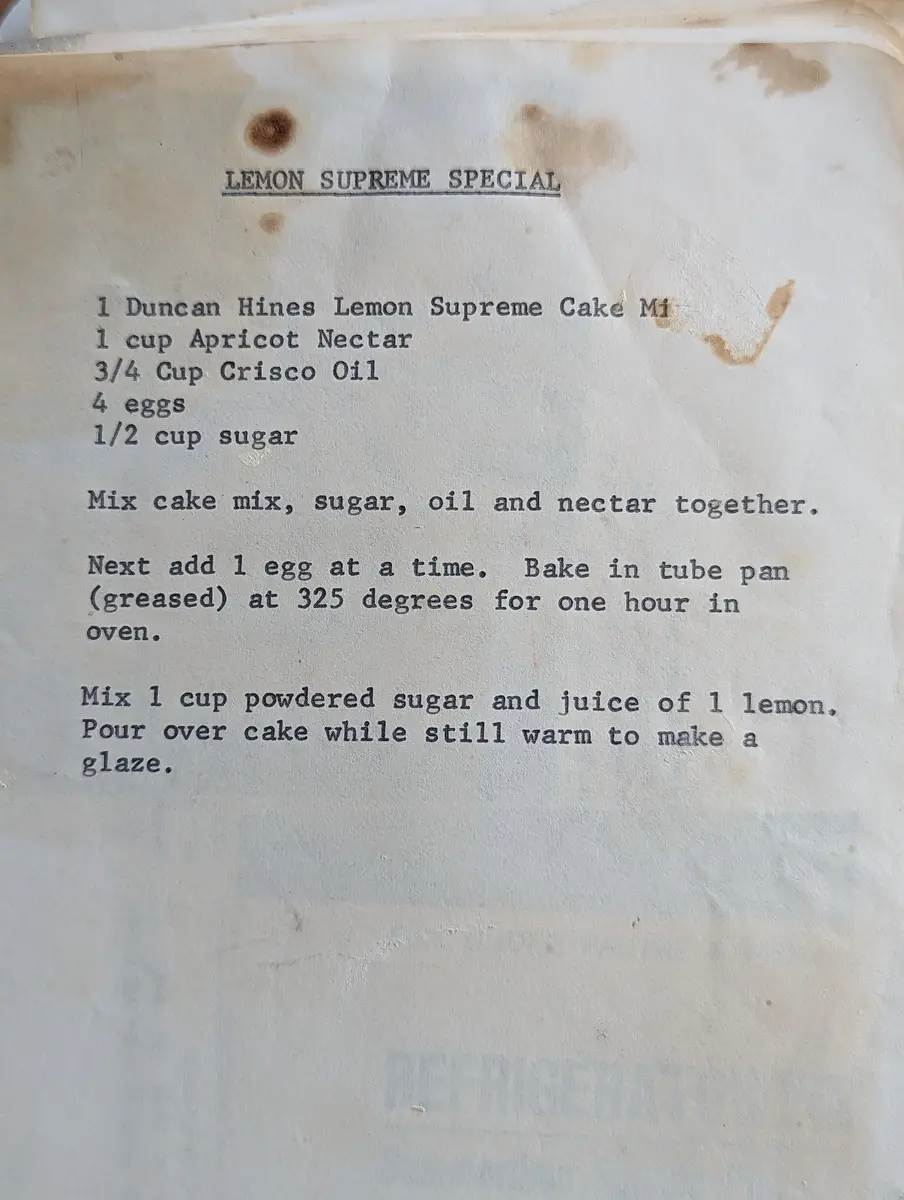 LEMON SUPREME SPECIAL
1 Duncan Hines Lemon Supreme Cake Mi
1 cup Apricot Nectar
3/4 Cup Crisco Oil
4 eggs
1/2 cup sugar
Mix cake mix, sugar, oil and nectar together.
Next add 1 egg at a time.  Bake in tube pan
(greased) at 325 degrees for one hour in
oven.
Mix 1 cup powdered sugar and juice of 1 lemon.
Pour over cake while still warm to make a
glaze.